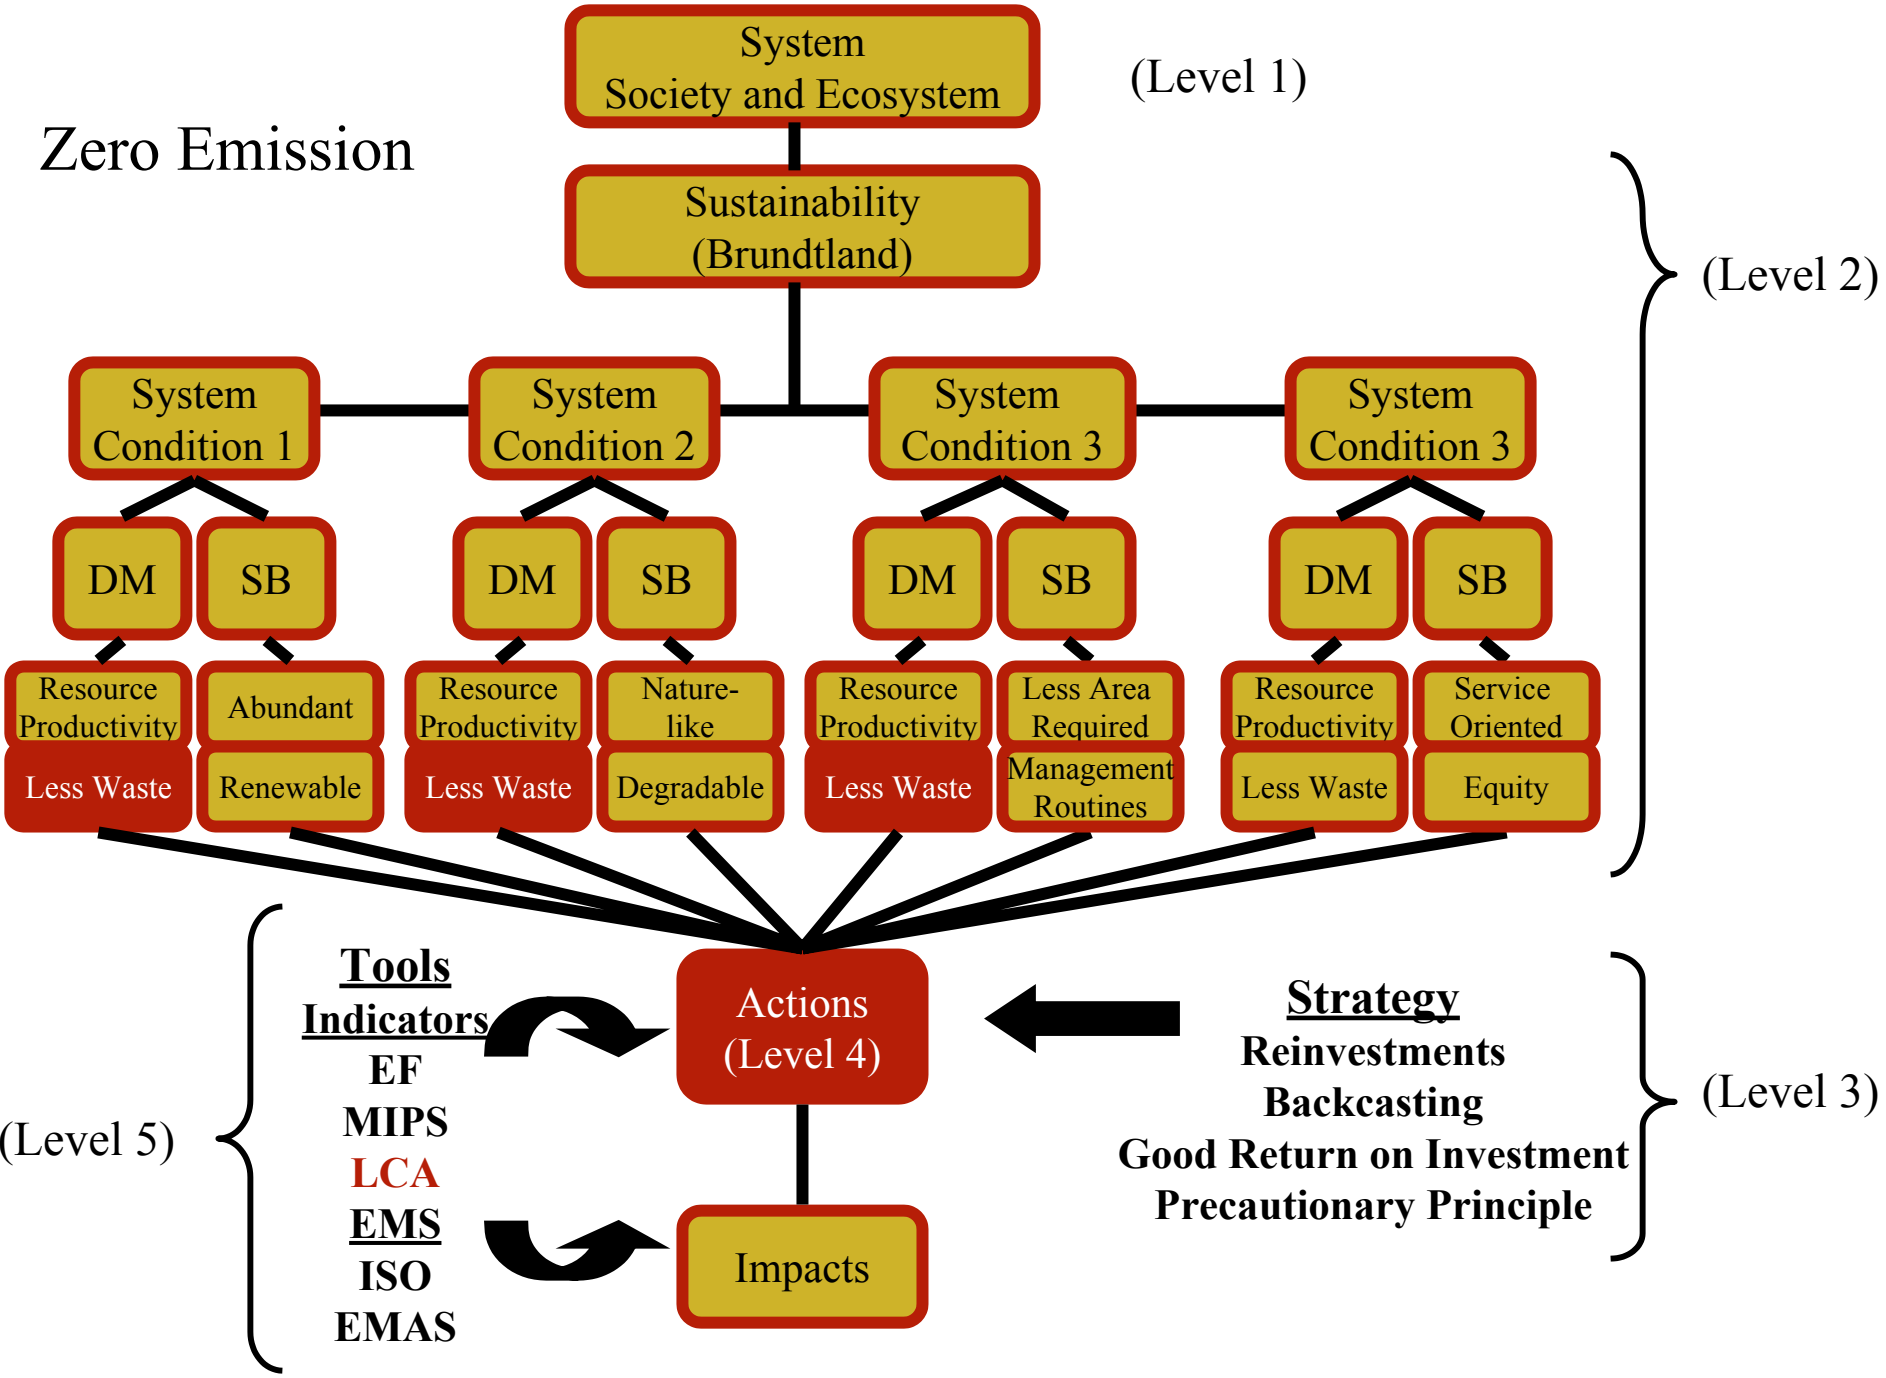 System
Society and Ecosystem
(Level 1)
Zero Emission
Sustainability
(Brundtland)
(Level 2)
System
Condition 1
System
Condition 2
System
Condition 3
System
Condition 3
DM
SB
DM
SB
DM
SB
DM
SB
Resource
Productivity
Abundant
Resource
Productivity
Nature-
like
Resource
Productivity
Less Area
Required
Resource
Productivity
Service
Oriented
Less Waste
Renewable
Less Waste
Degradable
Less Waste
Management
Routines
Less Waste
Equity
Tools
Indicators
EF
MIPS
LCA
EMS
ISO
EMAS
(Level 5)
Actions
(Level 4)
Impacts
Strategy
Reinvestments
Backcasting
Good Return on Investment
Precautionary Principle
(Level 3)